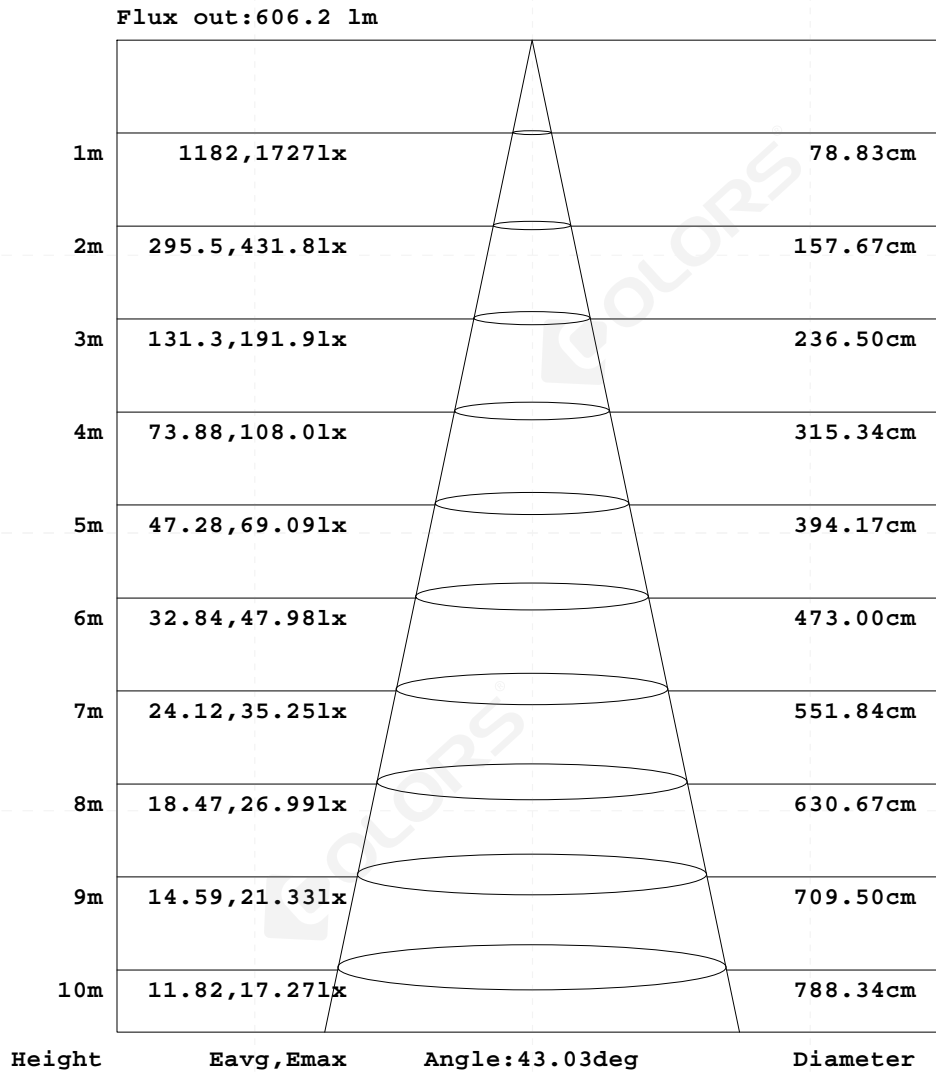 Flux out:606.2 lm
1m 1182,1727lx 78.83cm
2m 295.5,431.8lx 157.67cm
3m 131.3,191.9lx 236.50cm
4m 73.88,108.0lx 315.34cm
5m 47.28,69.09lx 394.17cm
6m 32.84,47.98lx 473.00cm
7m 24.12,35.25lx 551.84cm
8m 18.47,26.99lx 630.67cm
9m 14.59,21.33lx 709.50cm
10m 11.82,17.27lx 788.34cm
Height Eavg,Emax Angle:43.03deg Diameter
COLORS
COLORS